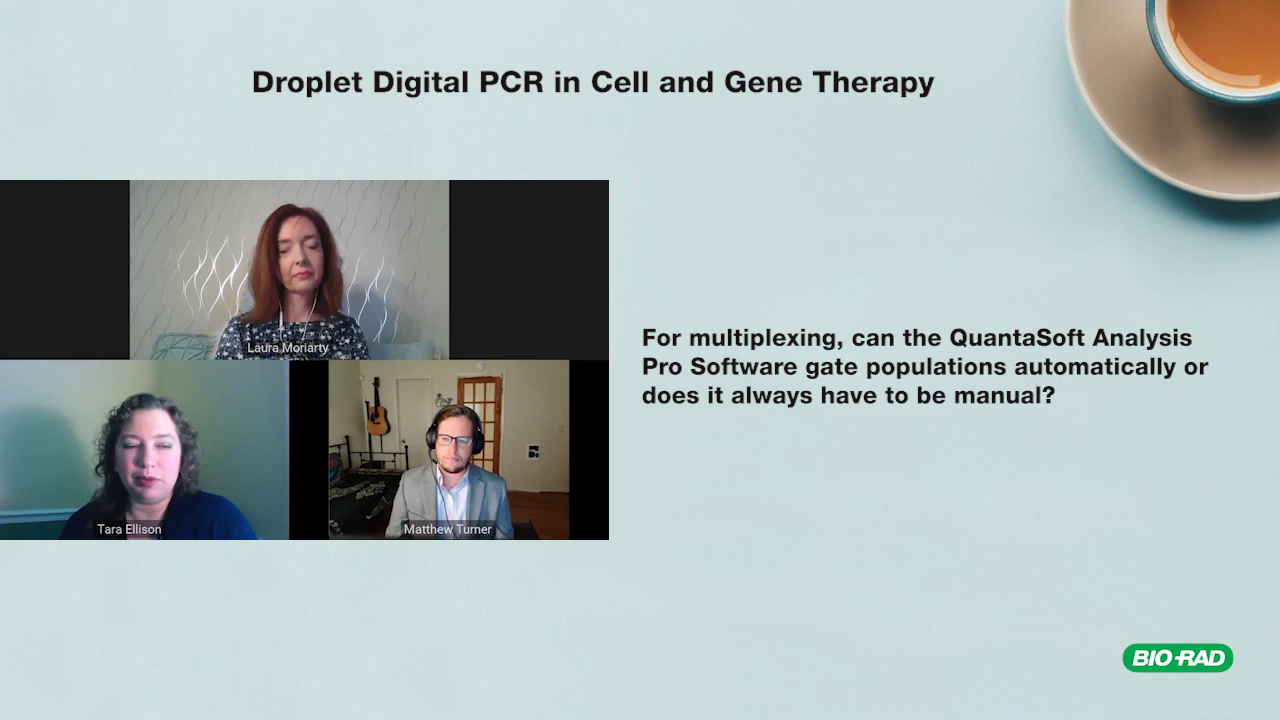 Droplet Digital PCR in Cell and Gene Therapy
Laura Moriarty
For multiplexing, can the QuantaSoft Analysis
Pro Software gate populations automatically or
does it always have to be manual?
Tara Ellison
Matthew Turner
BIO-RAD